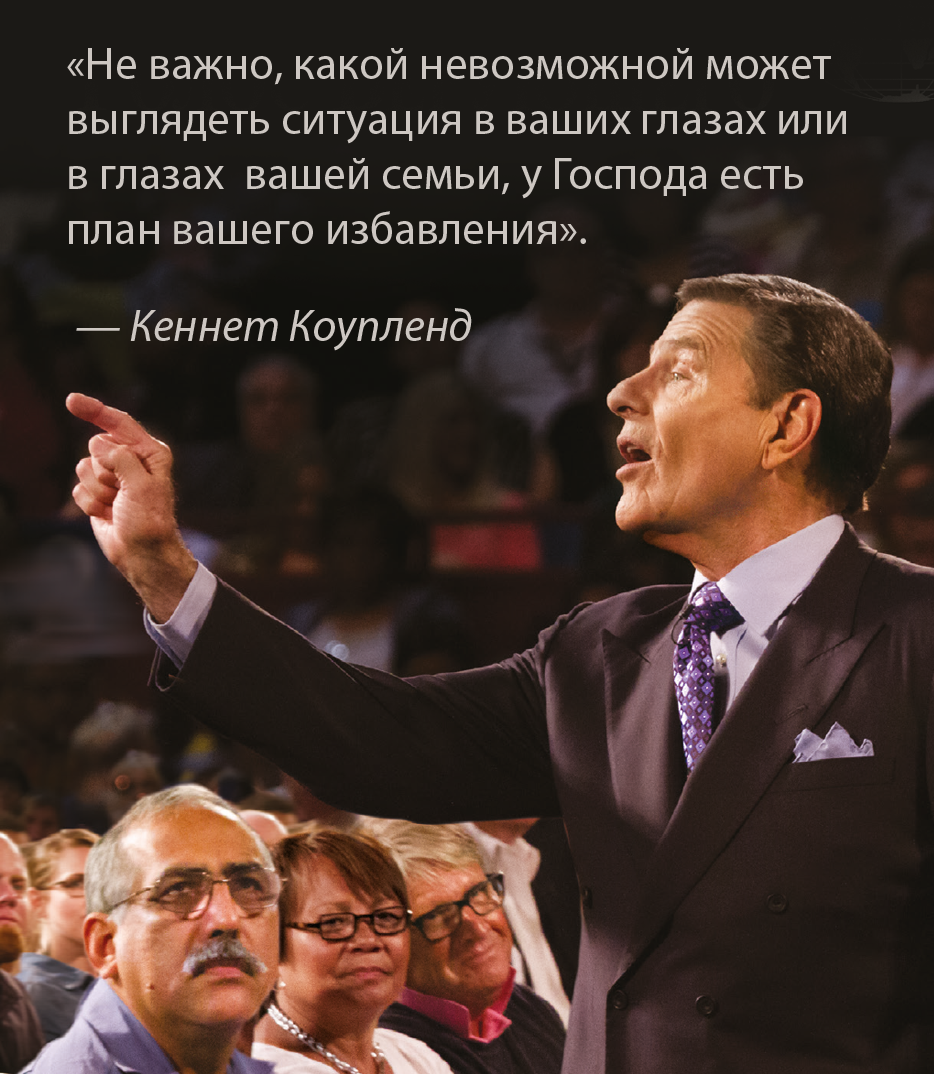 «Не важно, какой невозможной может
выглядеть ситуация в ваших глазах или
в глазах  вашей семьи, у Господа есть
план вашего избавления».
— Кеннет Коупленд